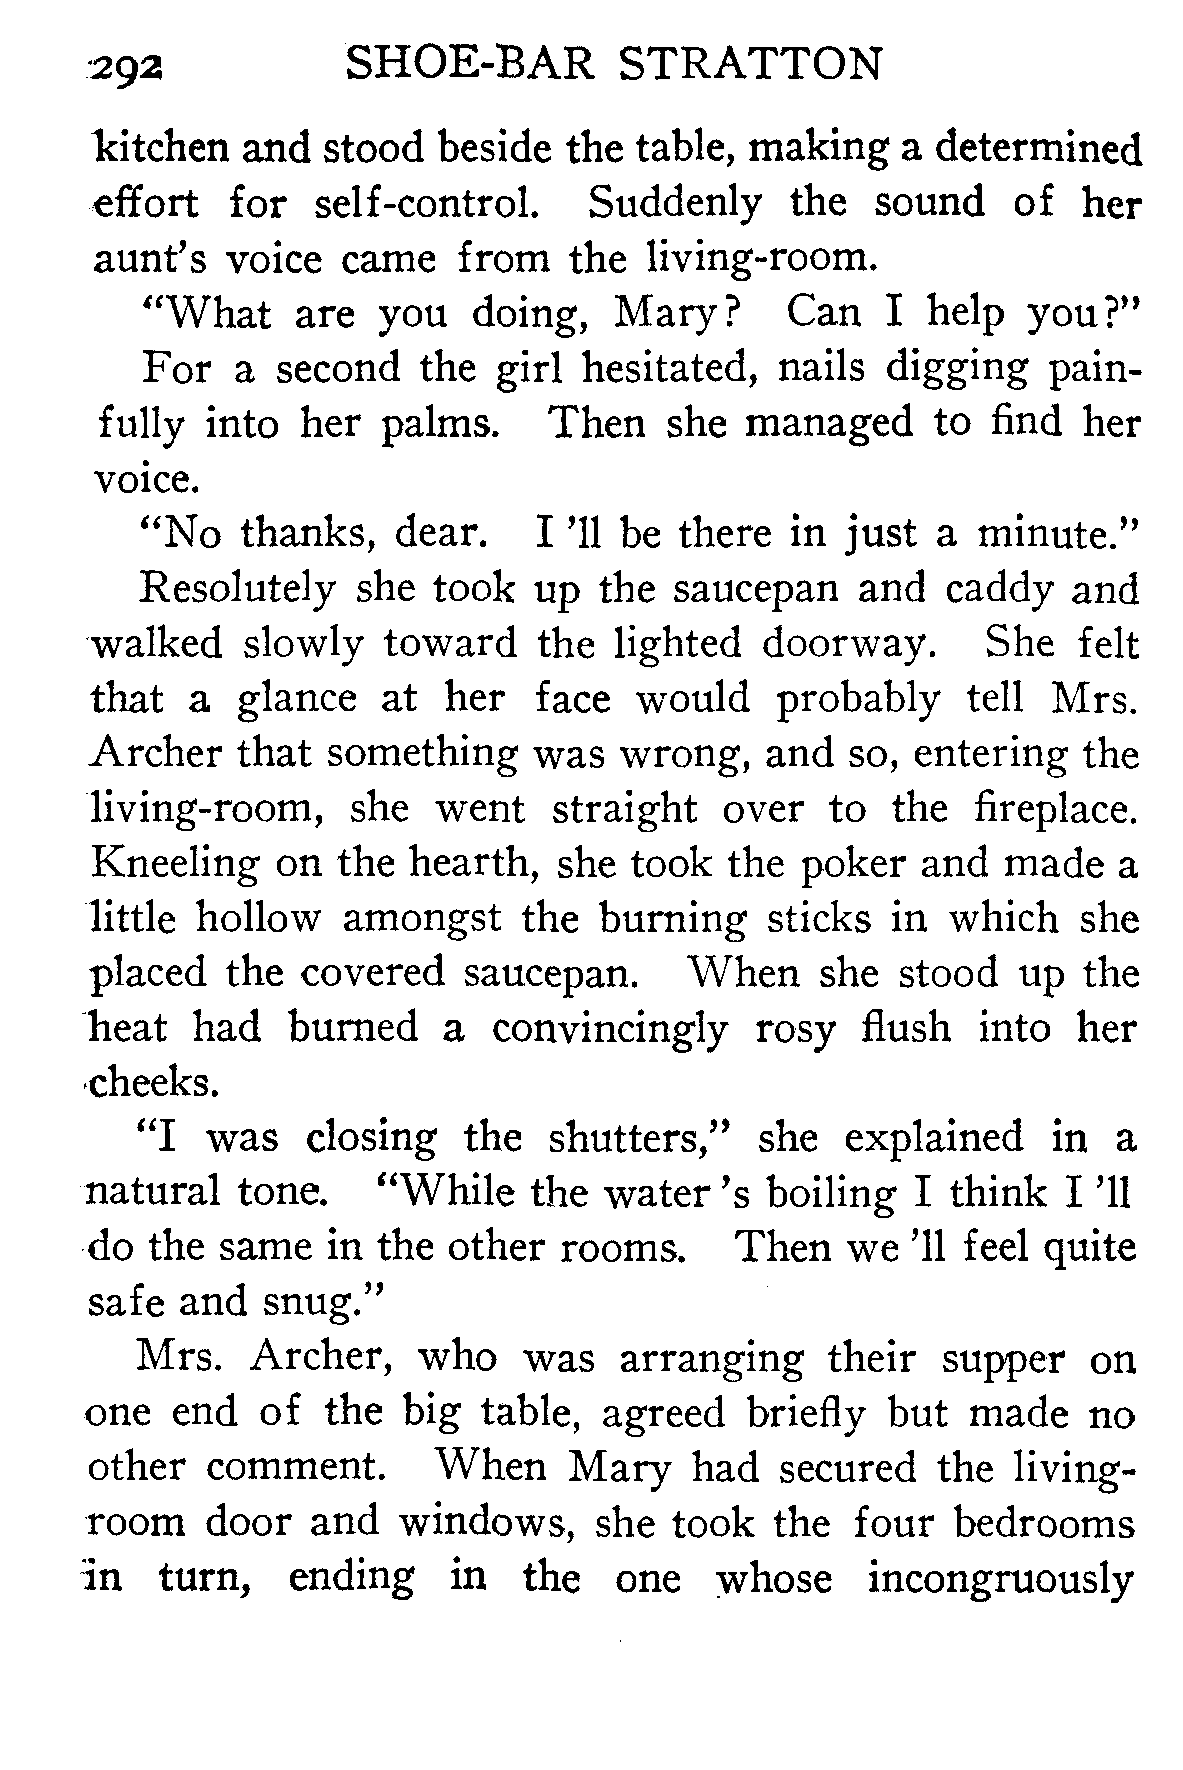 292 SHOE-BAR STRATTON
kitchen and stood beside the table, making a determined
effort for self-control. Suddenly the sound of her
aunt's voice came from the living-room.
"What are you doing, Mary? Can I help you?"
For a second the girl hesitated, nails digging pain-
fully into her palms. Then she managed to find her
voice.
"No thanks, dear. I 'll be there in just a minute."
Resolutely she took up the saucepan and caddy and
walked slowly toward the lighted doorway. She felt
that a glance at her face would probably tell Mrs.
Archer that something was wrong, and so, entering the
living-room, she went straight over to the fireplace.
Kneeling on the hearth, she took the poker and made a
little hollow amongst the burning sticks in which she
placed the covered saucepan. When she stood up the
heat had burned a convincingly rosy flush into her
cheeks.
"I was closing the shutters," she explained in a
natural tone. "While the water 's boiling I think I 'll
do the same in the other rooms. Then we 'll feel quite
safe and snug."
Mrs. Archer, who was arranging their supper on
one end of the big table, agreed briefly but made no
other comment. When Mary had secured the living-
room door and windows, she took the four bedrooms
in turn, ending in the one whose incongruously